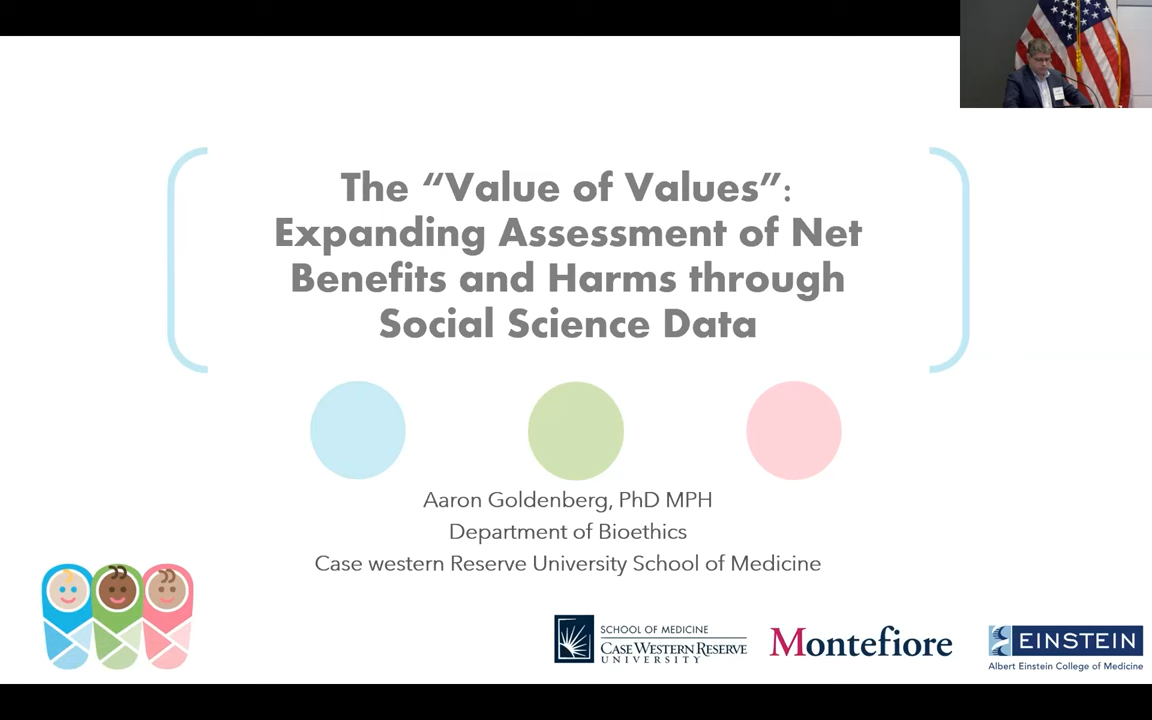 The “Value of Values”:
Expanding Assessment of Net
Benefits and Harms through
Social Science Data
Aaron Goldenberg, PhD MPH
Department of Bioethics
Case western Reserve University School of Medicine
SCHOOL OF MEDICINE
CASE WESTERN RESERVE
UNIVERSITY
Montefiore
EINSTEIN
Albert Einstein College of Medicine